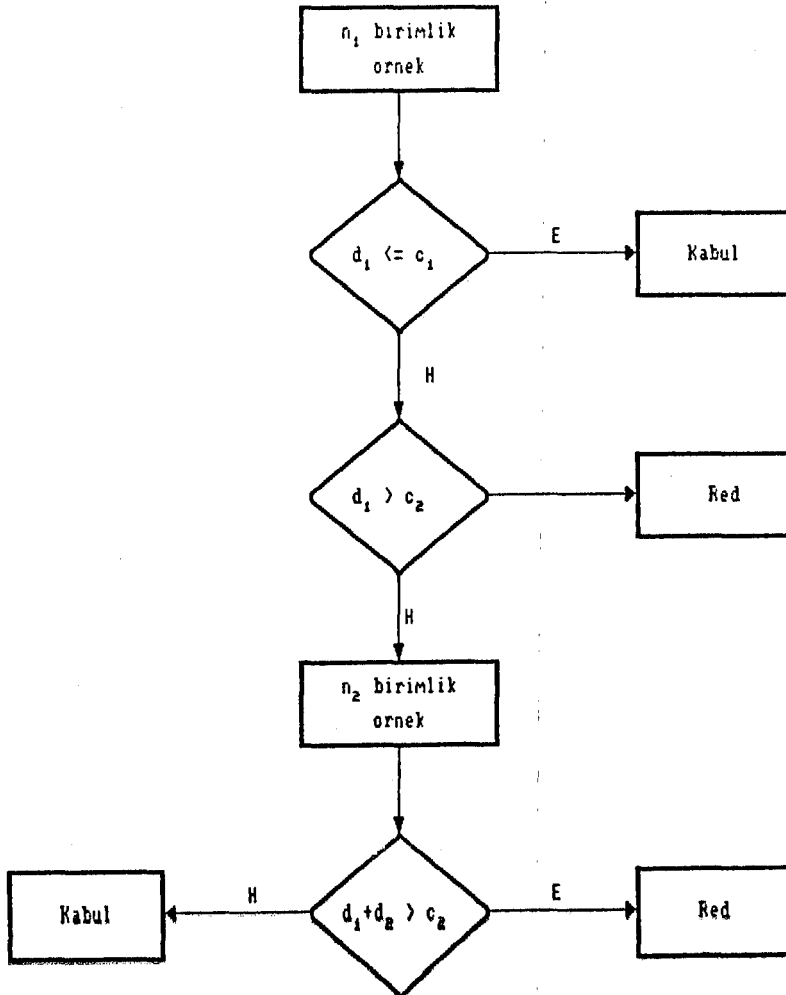 n₁ birimlik
ornek
d₁ <= c₁
E
Kabul
H
d₁ > c₂
Red
H
n₂ birimlik
ornek
Kabul
H
d₁+d₂ > c₂
E
Red